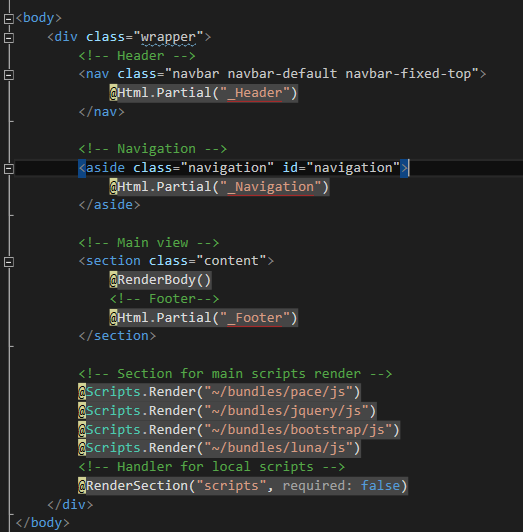 <body>
<div class="wrapper">
<!-- Header -->
<nav class="navbar navbar-default navbar-fixed-top">
@Html.Partial("_Header")
</nav>
<!-- Navigation -->
<aside class="navigation" id="navigation">
@Html.Partial("_Navigation")
</aside>
<!-- Main view -->
<section class="content">
@RenderBody()
<!-- Footer-->
@Html.Partial("_Footer")
</section>
<!-- Section for main scripts render -->
@Scripts.Render("~/bundles/pace/js")
@Scripts.Render("~/bundles/jquery/js")
@Scripts.Render("~/bundles/bootstrap/js")
@Scripts.Render("~/bundles/luna/js")
<!-- Handler for local scripts -->
@RenderSection("scripts", required: false)
</div>
</body>